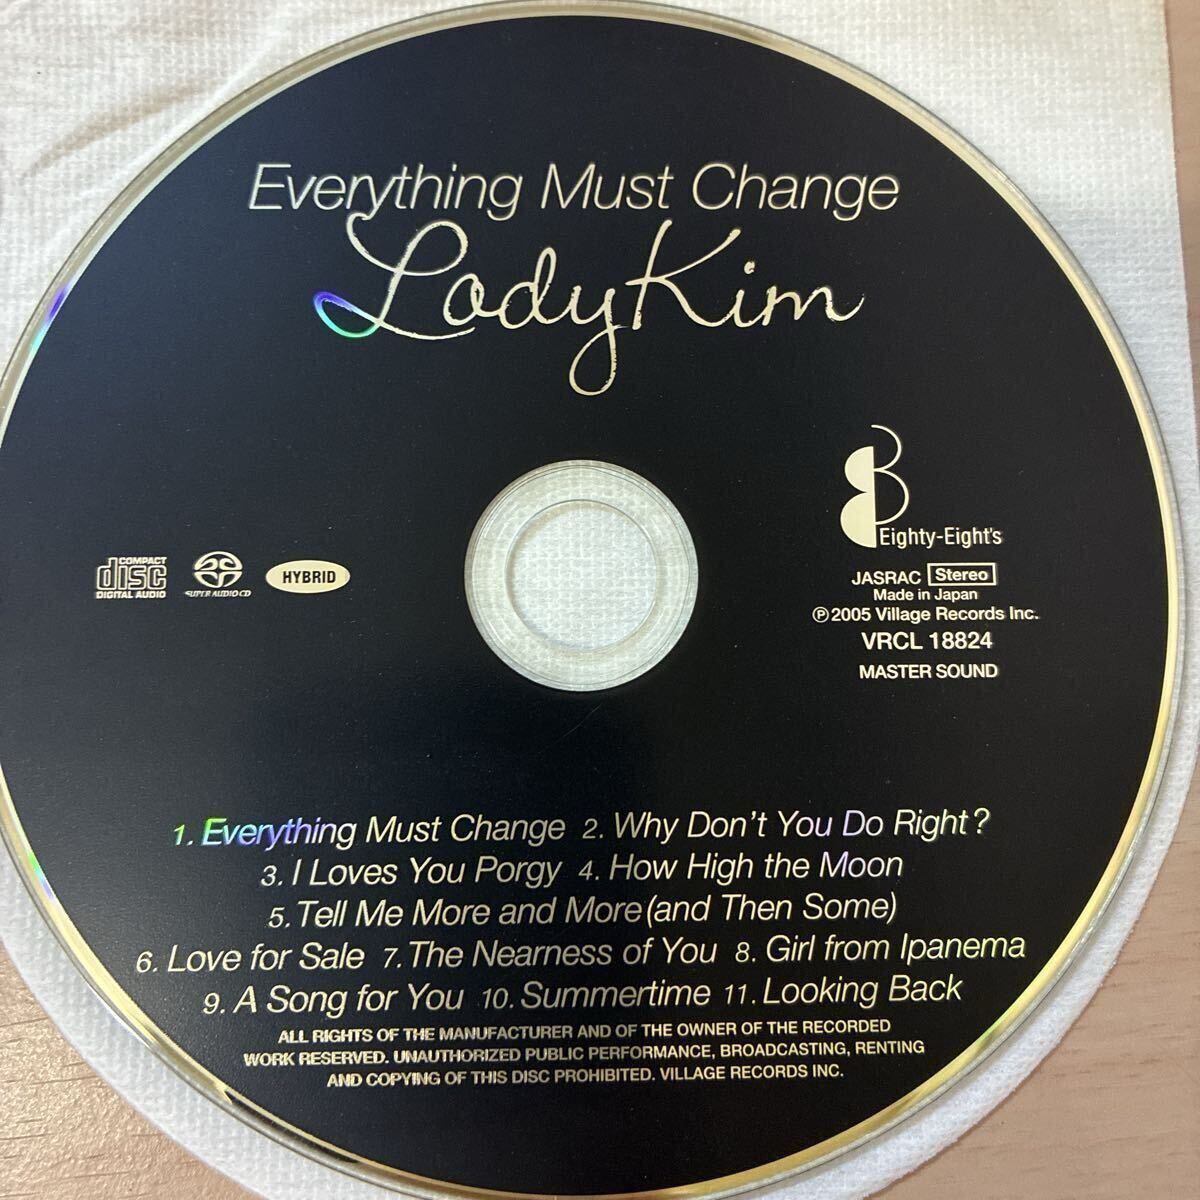 Everything Must Change
Lady Kim
Eighty-Eight's
COMPACT
disc
DIGITAL AUDIO
SUPER AUDIO CD
HYBRID
JASRAC Stereo
Made in Japan
℗2005 Village Records Inc.
VRCL 18824
MASTER SOUND
1. Everything Must Change 2. Why Don't You Do Right?
3. I Loves You Porgy 4. How High the Moon
5. Tell Me More and More (and Then Some)
6. Love for Sale 7. The Nearness of You 8. Girl from Ipanema
9. A Song for You 10. Summertime 11. Looking Back
ALL RIGHTS OF THE MANUFACTURER AND OF THE OWNER OF THE RECORDED
WORK RESERVED. UNAUTHORIZED PUBLIC PERFORMANCE, BROADCASTING, RENTING
AND COPYING OF THIS DISC PROHIBITED. VILLAGE RECORDS INC.